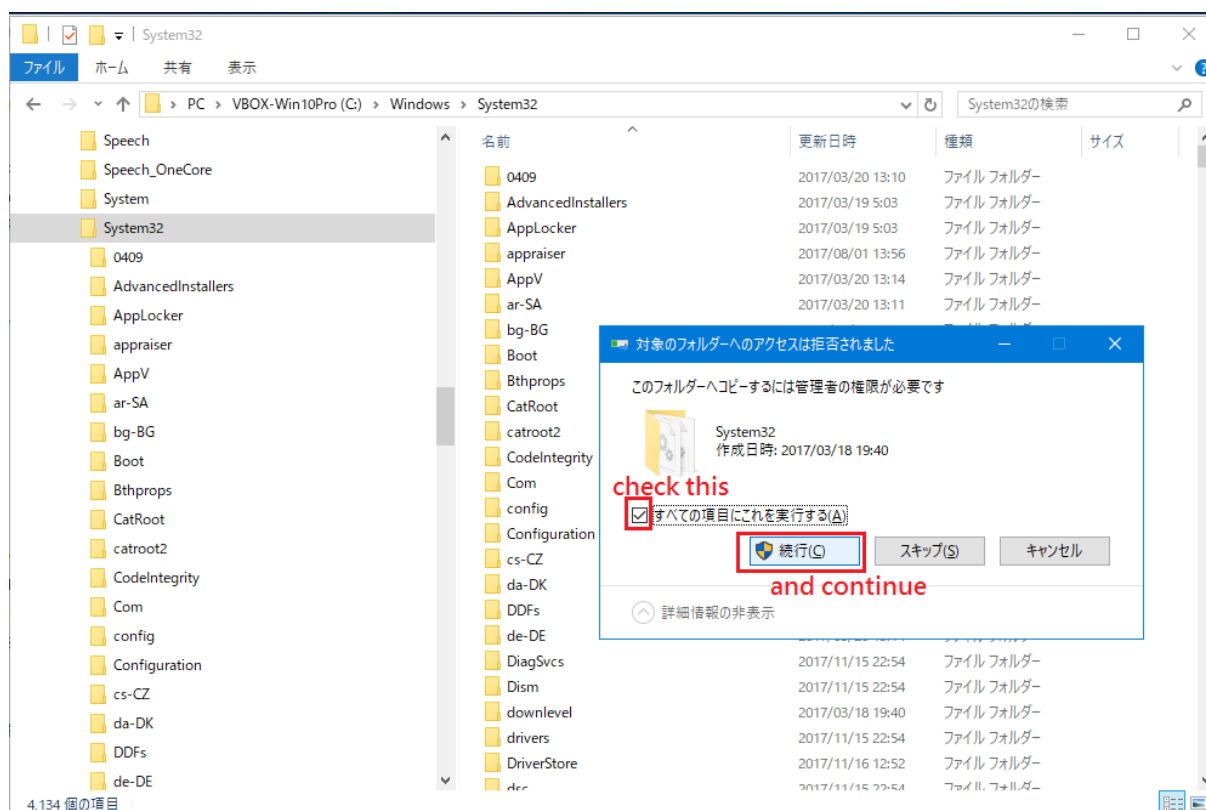 System32
ファイル ホーム 共有 表示
PC > VBOX-Win10Pro (C:) > Windows > System32
System32の検索
Speech
Speech_OneCore
System
System32
0409
AdvancedInstallers
AppLocker
appraiser
AppV
ar-SA
bg-BG
Boot
Bthprops
CatRoot
catroot2
CodeIntegrity
Com
config
Configuration
cs-CZ
da-DK
DDFs
de-DE
名前 更新日時 種類 サイズ
0409 2017/03/20 13:10 ファイル フォルダー
AdvancedInstallers 2017/03/19 5:03 ファイル フォルダー
AppLocker 2017/03/19 5:03 ファイル フォルダー
appraiser 2017/08/01 13:56 ファイル フォルダー
AppV 2017/03/20 13:14 ファイル フォルダー
ar-SA 2017/03/20 13:11 ファイル フォルダー
bg-BG
Boot
Bthprops
CatRoot
catroot2
CodeIntegrity
Com
config
Configuration
cs-CZ
da-DK
DDFs
de-DE
DiagSvcs 2017/11/15 22:54 ファイル フォルダー
Dism 2017/11/15 22:54 ファイル フォルダー
downlevel 2017/03/18 19:40 ファイル フォルダー
drivers 2017/11/15 22:54 ファイル フォルダー
DriverStore 2017/11/16 12:52 ファイル フォルダー
対象のフォルダーへのアクセスは拒否されました
このフォルダーへコピーするには管理者の権限が必要です
System32
作成日時: 2017/03/18 19:40
check this
すべての項目にこれを実行する(A)
続行(C) スキップ(S) キャンセル
and continue
詳細情報の非表示
4,134 個の項目